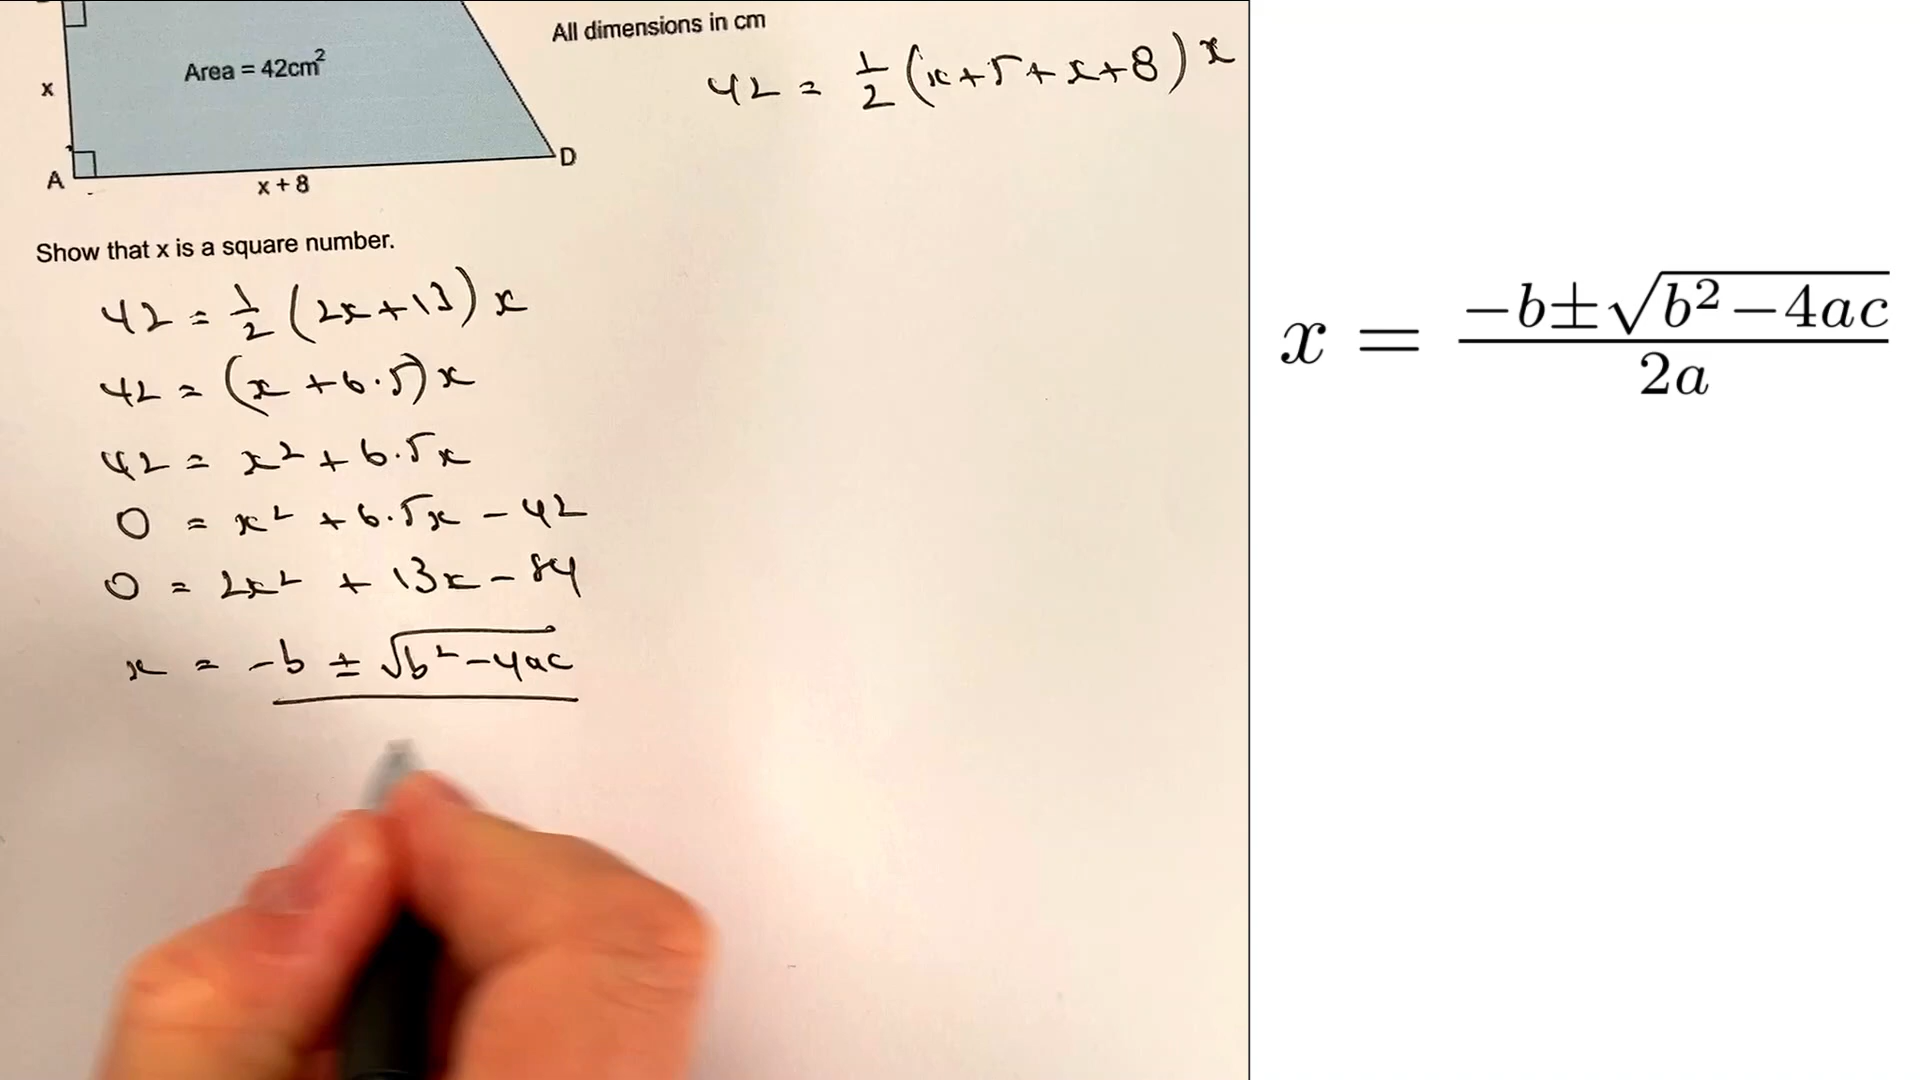 All dimensions in cm
Area = 42cm²
x
A
D
x + 8
42 = 1/2 (x+5+x+8) x
Show that x is a square number.
42 = 1/2 (2x+13) x
42 = (x+6.5) x
42 = x² + 6.5x
0 = x² + 6.5x - 42
0 = 2x² + 13x - 84
x = -b ± √b² - 4ac
x = -b±√b² - 4ac / 2a